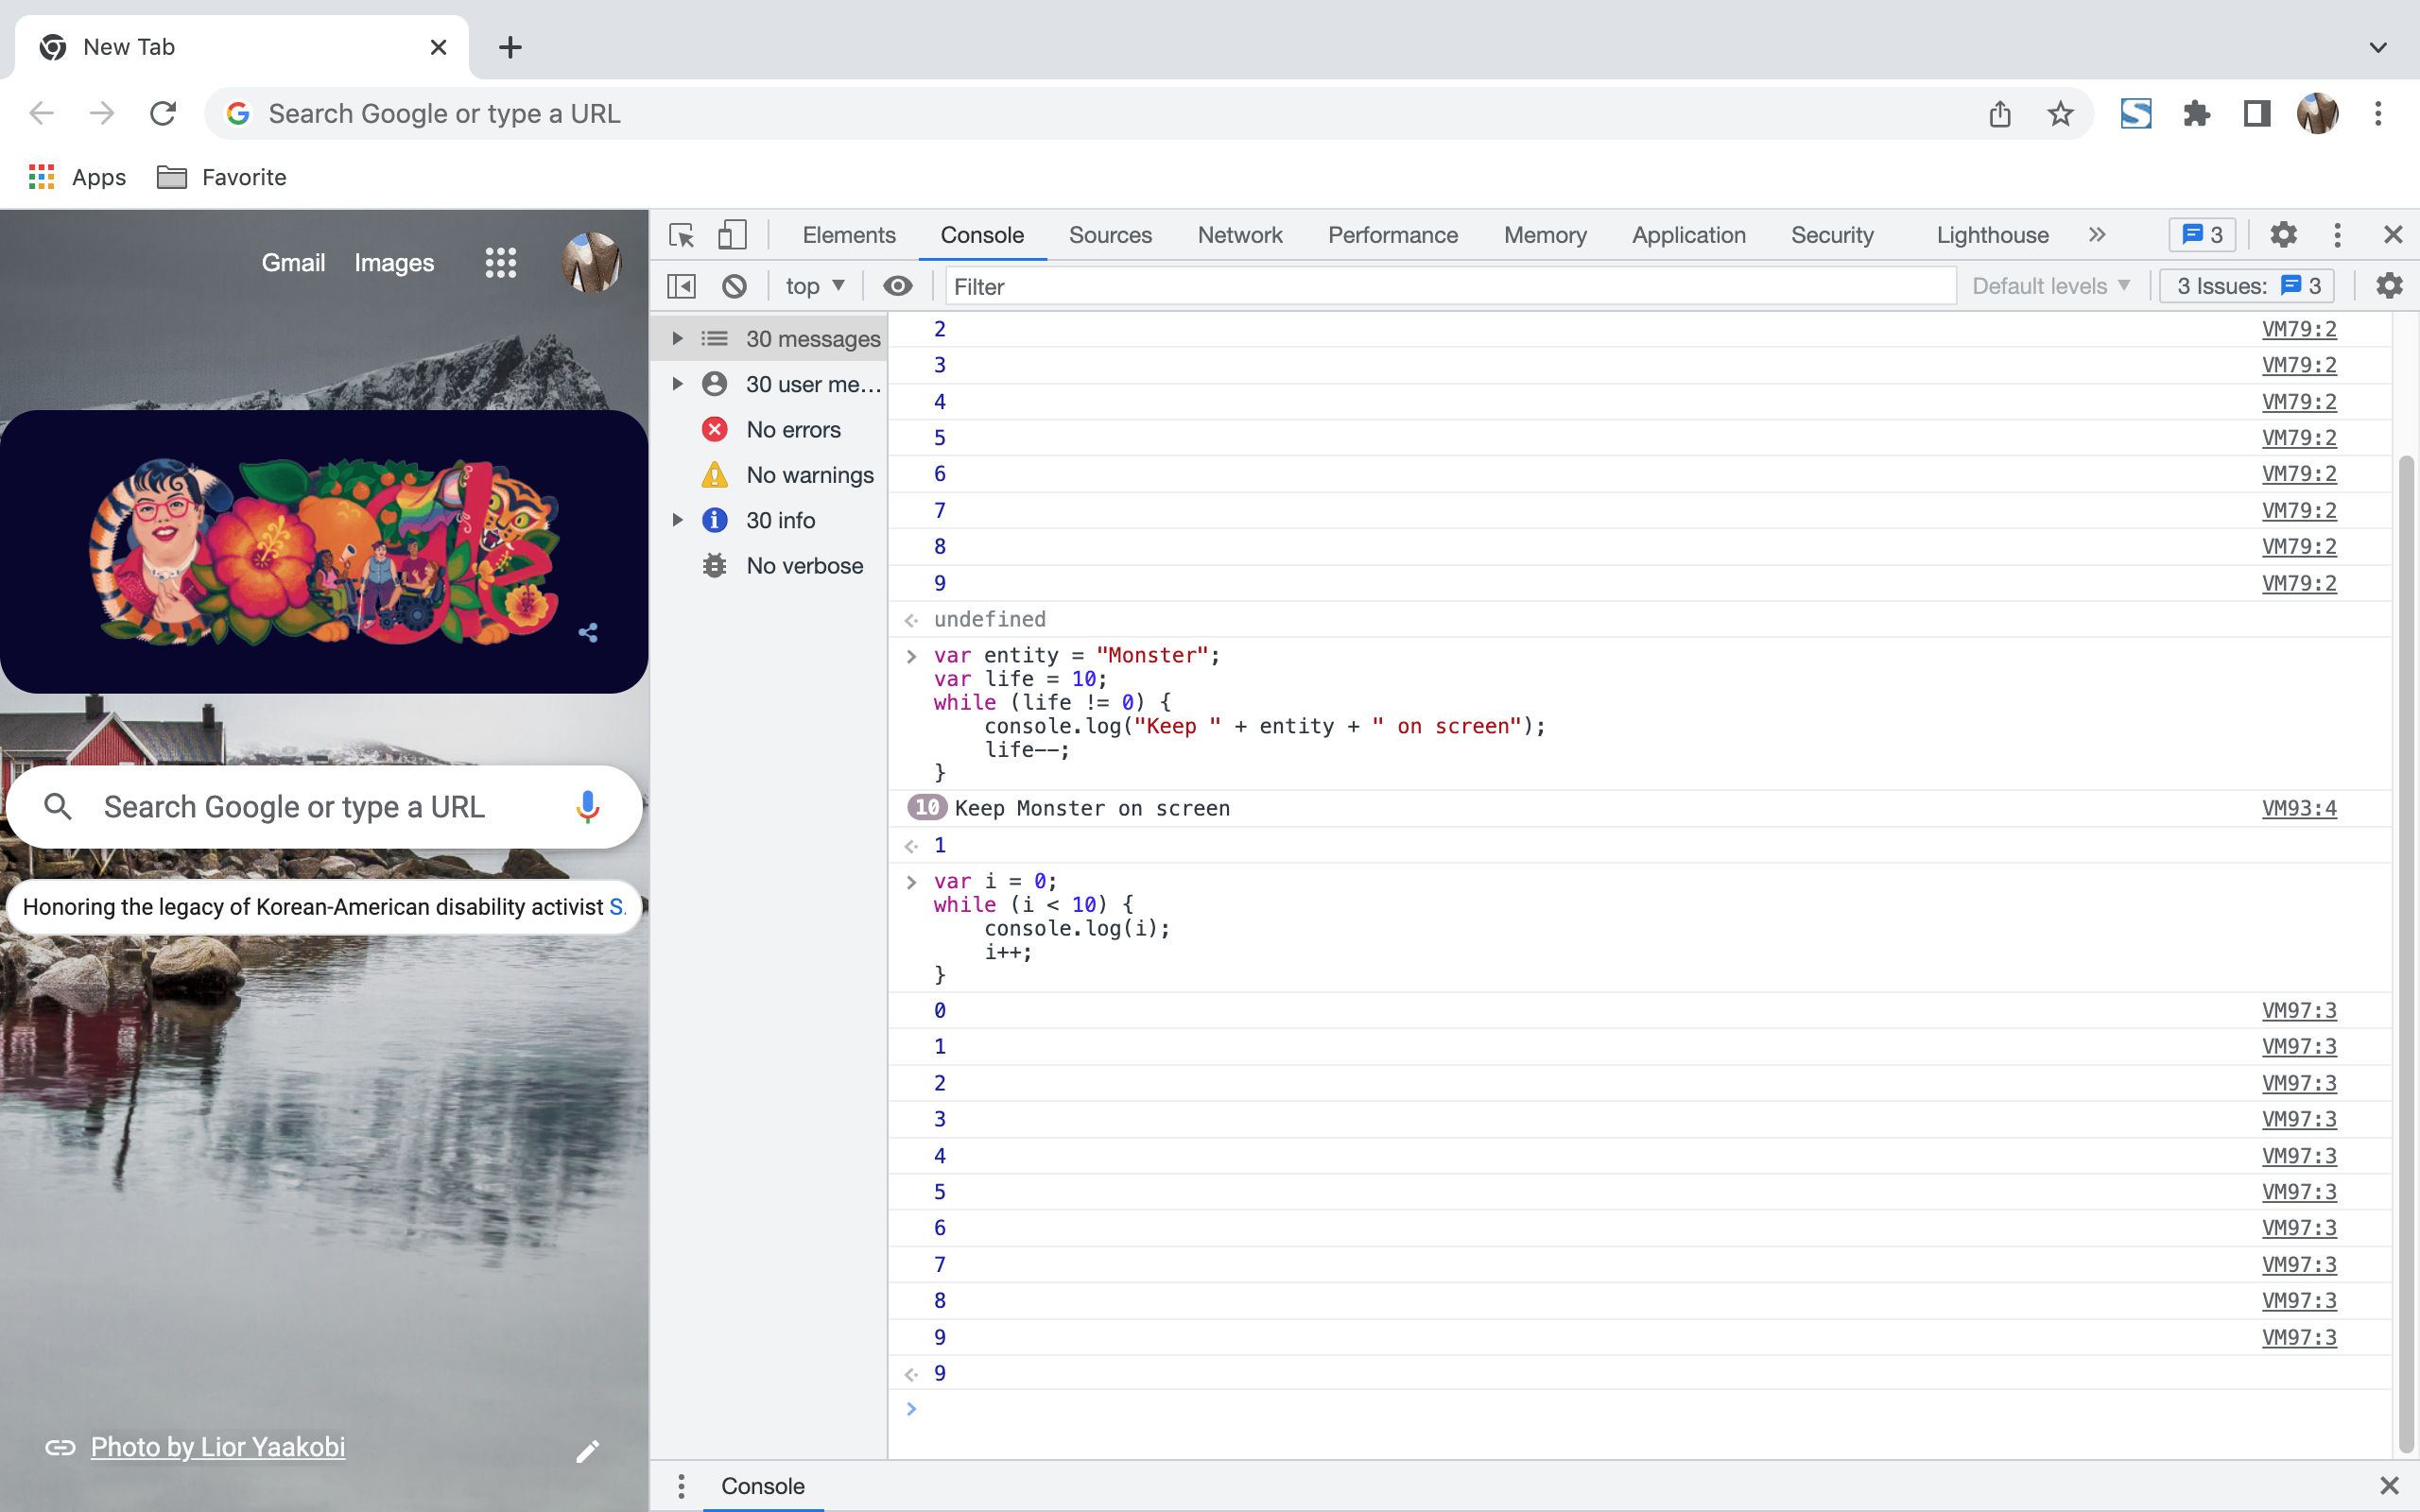 New Tab
Search Google or type a URL
Apps
Favorite
Gmail
Images
Search Google or type a URL
Honoring the legacy of Korean-American disability activist S.
Photo by Lior Yaakobi
Elements Console Sources Network Performance Memory Application Security Lighthouse 3
top Filter Default levels 3 Issues: 3
30 messages
30 user me...
No errors
No warnings
30 info
No verbose
2 VM79:2
3 VM79:2
4 VM79:2
5 VM79:2
6 VM79:2
7 VM79:2
8 VM79:2
9 VM79:2
undefined
var entity = "Monster";
var life = 10;
while (life != 0) {
    console.log("Keep " + entity + " on screen");
    life--;
}
10 Keep Monster on screen VM93:4
1
var i = 0;
while (i < 10) {
    console.log(i);
    i++;
}
0 VM97:3
1 VM97:3
2 VM97:3
3 VM97:3
4 VM97:3
5 VM97:3
6 VM97:3
7 VM97:3
8 VM97:3
9 VM97:3
9
Console